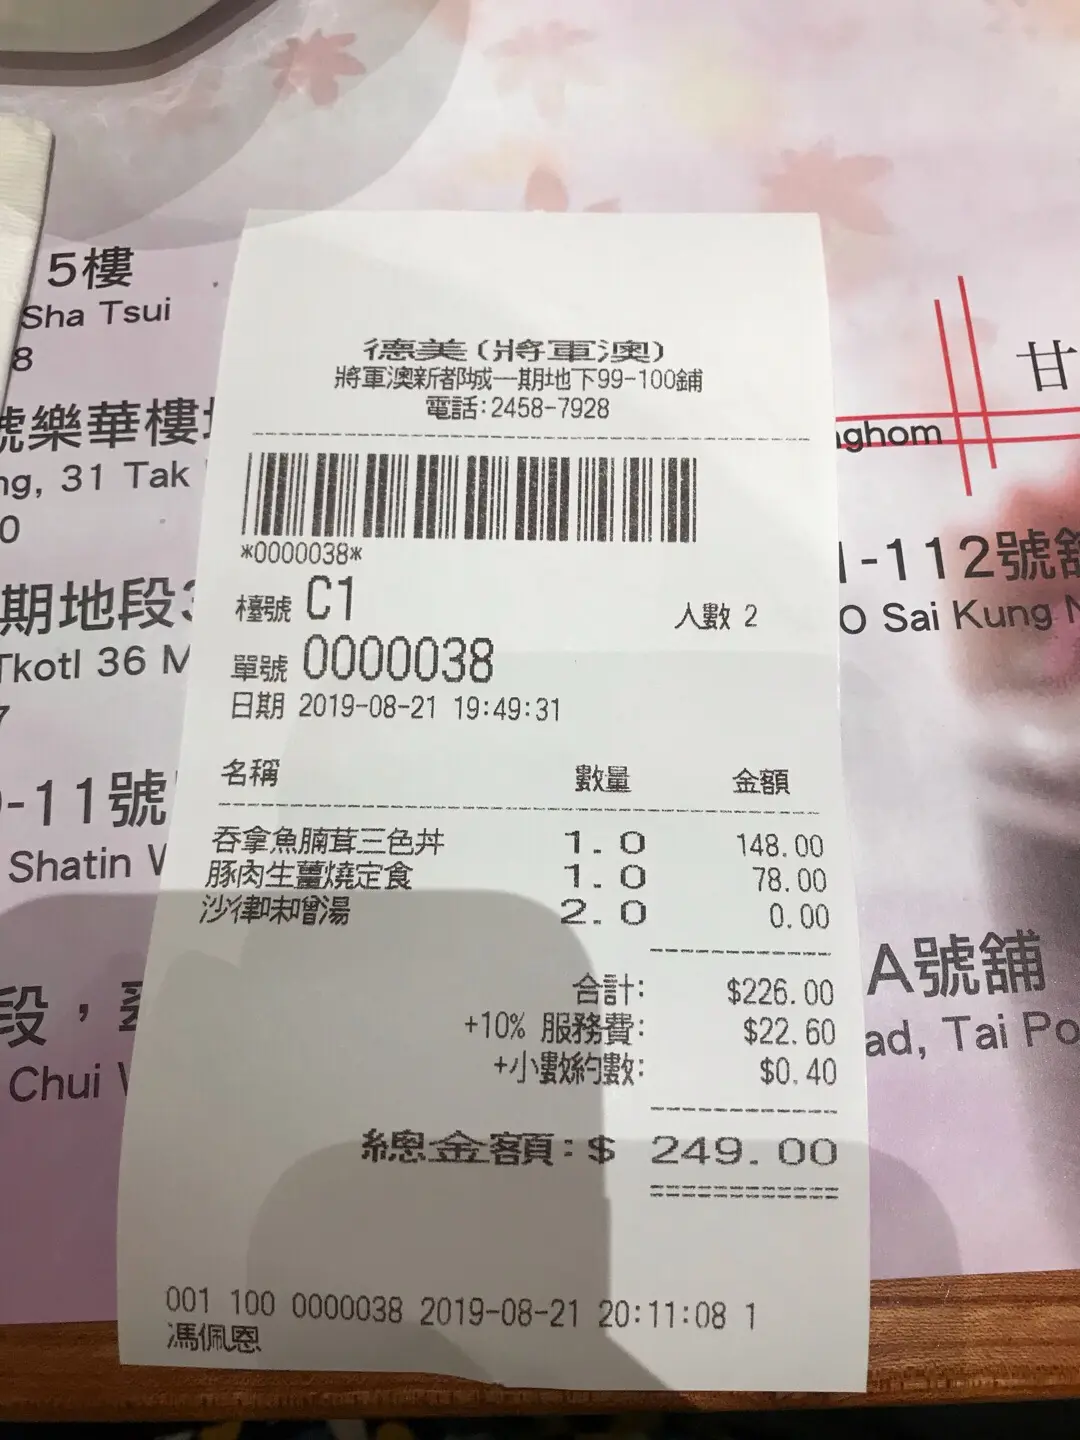 5樓
Sha Tsui
8
號樂華樓
ng, 31 Tak
0
期地段3
Tkotl 36 M
7
-11號
Shatin W
段，
Chui W
德美(將軍澳)
將軍澳新都城一期地下99-100鋪
電話:2458-7928
*0000038*
檯號 C1
人數 2
單號 0000038
日期 2019-08-21 19:49:31
名稱 數量 金額
吞拿魚腩茸三色丼 1.0 148.00
豚肉生薑燒定食 1.0 78.00
沙律和味噌湯 2.0 0.00
合計: $226.00
+10% 服務費: $22.60
+小數約數: $0.40
總金額:$ 249.00
001 100 0000038 2019-08-21 20:11:08 1
馮佩恩
甘
nghom
1-112號舖
O Sai Kung N
A號舖
ad, Tai Po